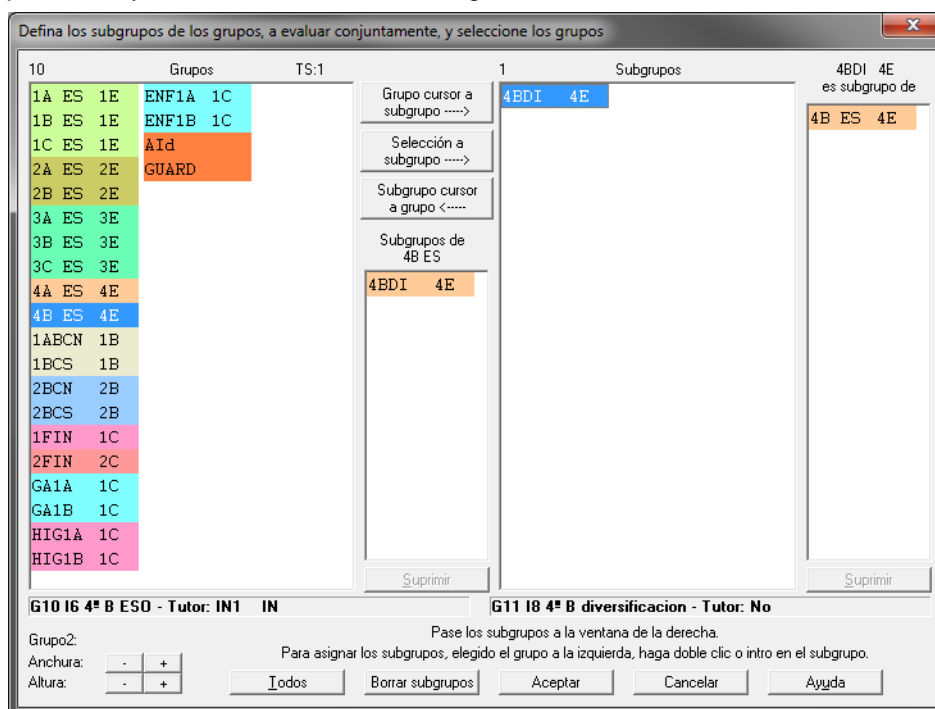 Defina los subgrupos de los grupos, a evaluar conjuntamente, y seleccione los grupos
10 Grupos TS:1
1 Subgrupos
4BDI 4E
es subgrupo de
1A ES 1E ENF1A 1C
1B ES 1E ENF1B 1C
1C ES 1E AId
2A ES 2E GUARD
2B ES 2E
3A ES 3E
3B ES 3E
3C ES 3E
4A ES 4E
4B ES 4E
1ABCN 1B
1BCS 1B
2BCN 2B
2BCS 2B
1FIN 1C
2FIN 2C
GA1A 1C
GA1B 1C
HIG1A 1C
HIG1B 1C
Grupo cursor a
subgrupo ----->
Selección a
subgrupo ----->
Subgrupo cursor
a grupo <-----
Subgrupos de
4B ES
4BDI 4E
Suprimir
4BDI 4E
4B ES 4E
Suprimir
G10 I6 4º B ESO - Tutor: IN1 IN
G11 I8 4º B diversificacion - Tutor: No
Grupo2:
Anchura: - +
Altura: - +
Pase los subgrupos a la ventana de la derecha.
Para asignar los subgrupos, elegido el grupo a la izquierda, haga doble clic o intro en el subgrupo.
Todos Borrar subgrupos Aceptar Cancelar Ayuda